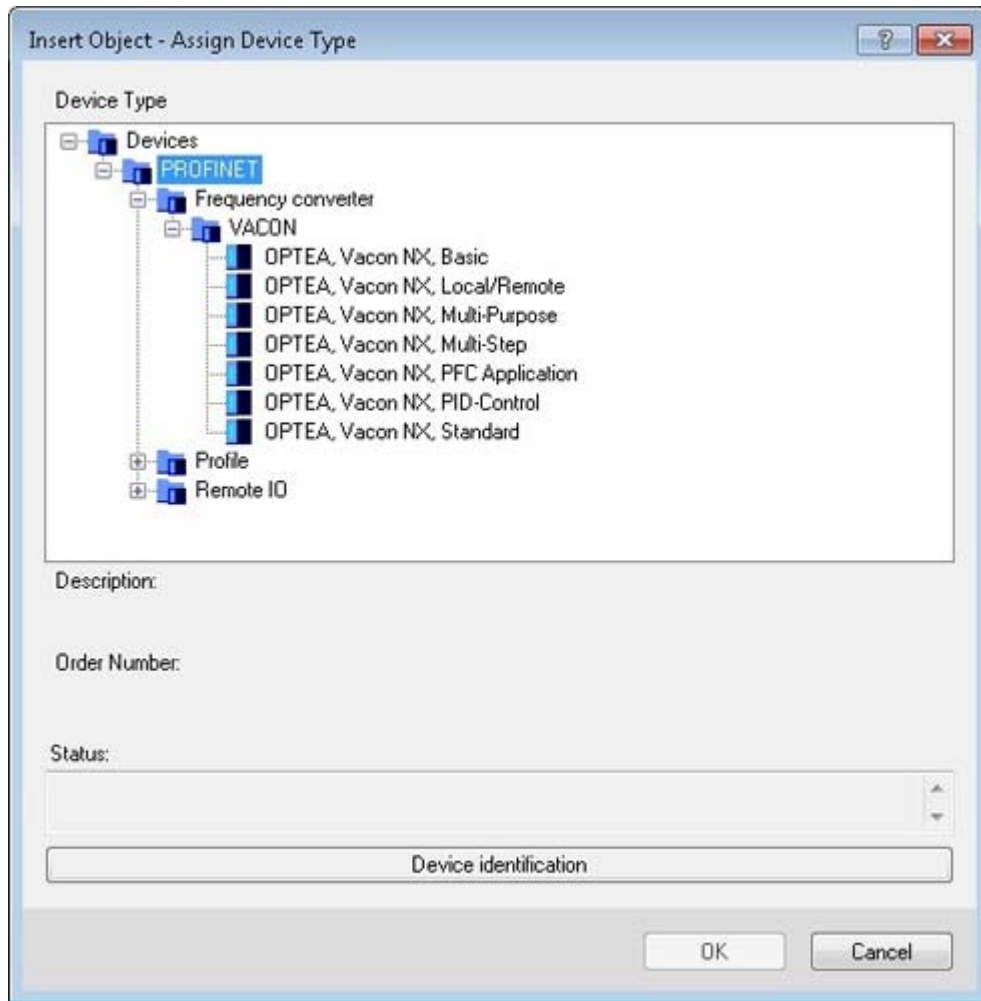 Insert Object - Assign Device Type
Device Type
Devices
PROFINET
Frequency converter
VACON
OPTEA, Vacon NX, Basic
OPTEA, Vacon NX, Local/Remote
OPTEA, Vacon NX, Multi-Purpose
OPTEA, Vacon NX, Multi-Step
OPTEA, Vacon NX, PFC Application
OPTEA, Vacon NX, PID-Control
OPTEA, Vacon NX, Standard
Profile
Remote IO
Description:
Order Number:
Status:
Device identification
OK Cancel